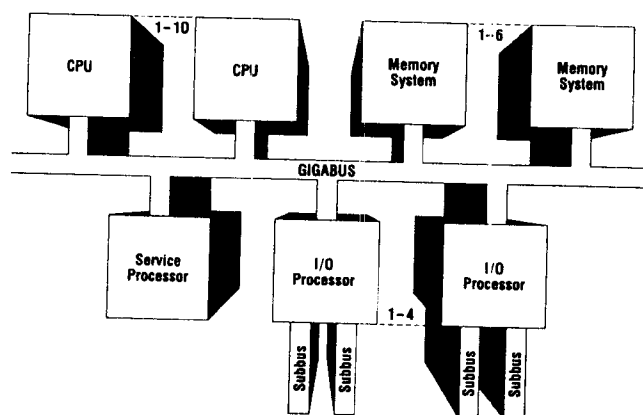 1-10
1-6
CPU
CPU
Memory
System
Memory
System
GIGABUS
Service
Processor
I/O
Processor
I/O
Processor
1-4
Subbus
Subbus
Subbus
Subbus